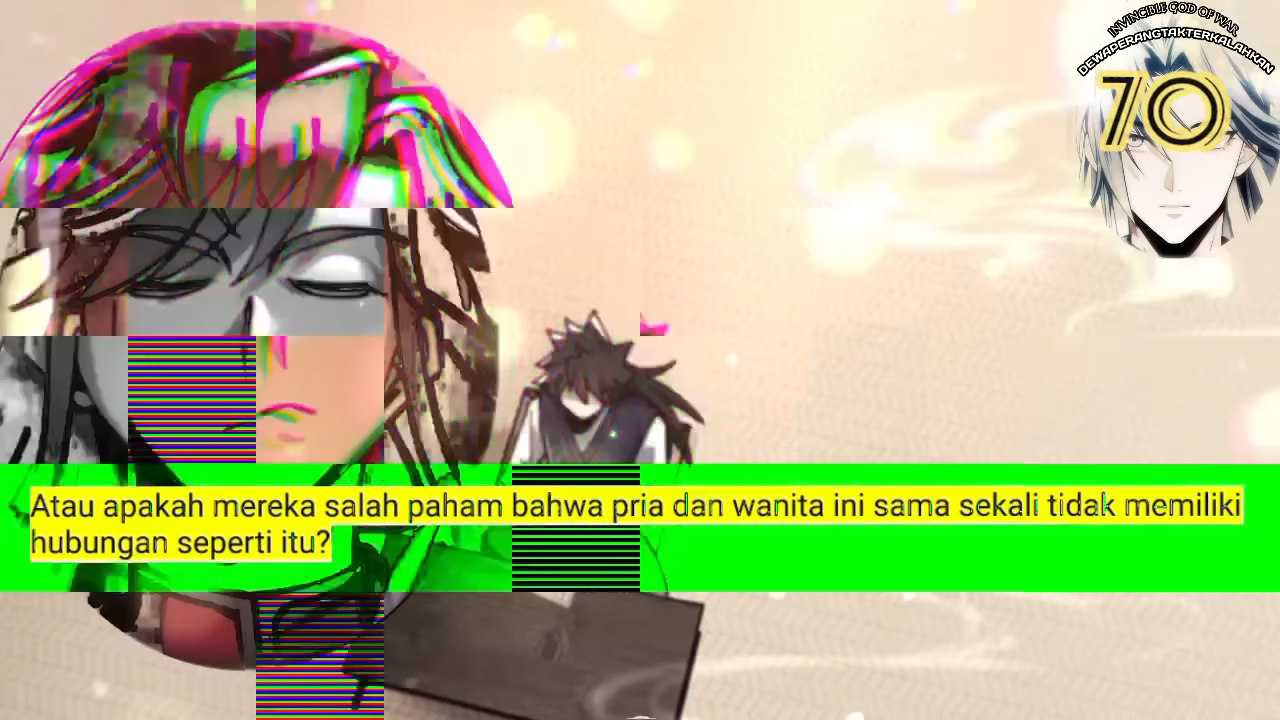 INVINCIBLE GOD OF WAR
DEWAPERANGTAKTERKALAHKAN
70
Atau apakah mereka salah paham bahwa pria dan wanita ini sama sekali tidak memiliki
hubungan seperti itu?